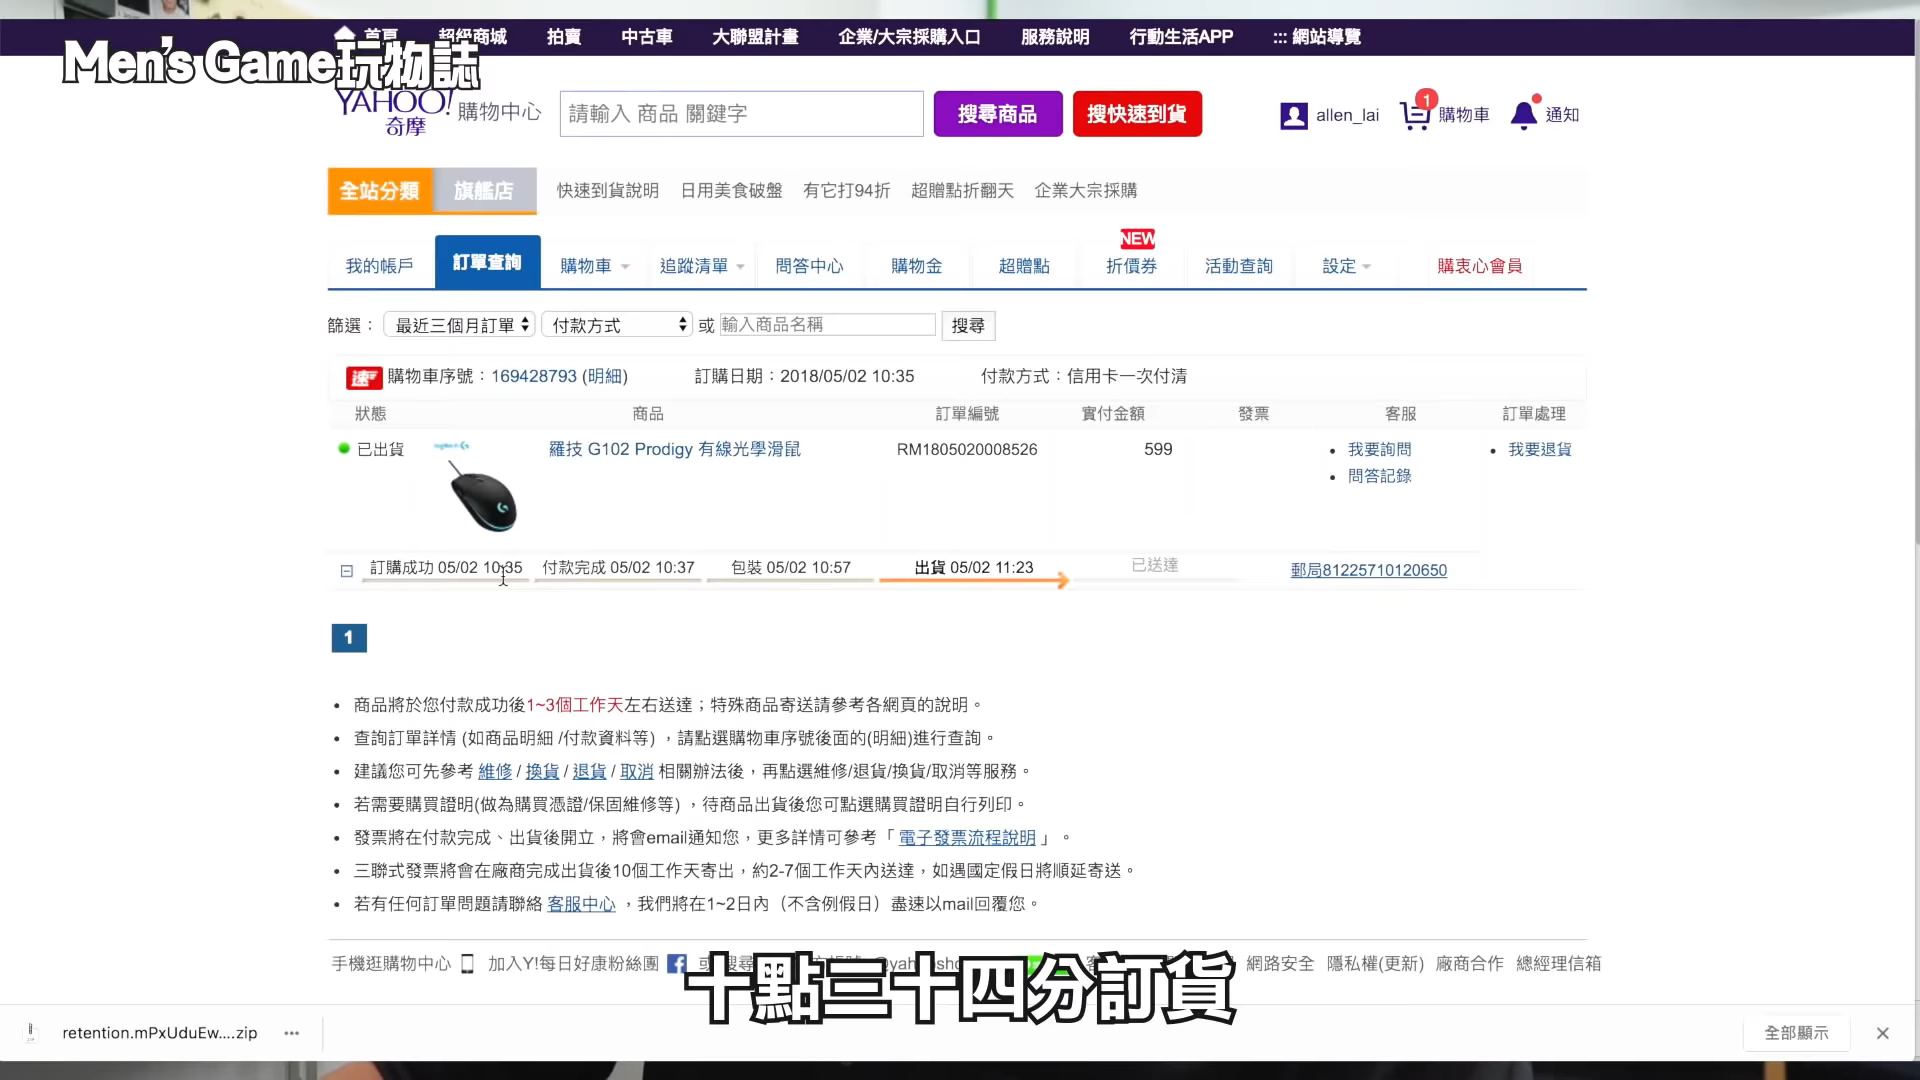 首頁 超級商城 拍賣 中古車 大聯盟計畫 企業/大宗採購入口 服務說明 行動生活APP ::: 網站導覽
Men's Game玩物誌
YAHOO! 奇摩 購物中心 請輸入 商品 關鍵字 搜尋商品 搜快速到貨 allen_lai 1 購物車 通知
全站分類 旗艦店 快速到貨說明 日用美食破盤 有它打94折 超贈點折翻天 企業大宗採購
NEW
我的帳戶 訂單查詢 購物車 追蹤清單 問答中心 購物金 超贈點 折價券 活動查詢 設定 購衷心會員
篩選： 最近三個月訂單 付款方式 或 輸入商品名稱 搜尋
速 購物車序號：169428793 (明細) 訂購日期：2018/05/02 10:35 付款方式：信用卡一次付清
狀態 商品 訂單編號 實付金額 發票 客服 訂單處理
已出貨 羅技 G102 Prodigy 有線光學滑鼠 RM1805020008526 599 • 我要詢問 • 我要退貨
• 問答記錄
訂購成功 05/02 10:35 付款完成 05/02 10:37 包裝 05/02 10:57 出貨 05/02 11:23 已送達 郵局81225710120650
1
• 商品將於您付款成功後1~3個工作天左右送達；特殊商品寄送請參考各網頁的說明。
• 查詢訂單詳情 (如商品明細 /付款資料等) ，請點選購物車序號後面的(明細)進行查詢。
• 建議您可先參考 維修 / 換貨 / 退貨 / 取消 相關辦法後，再點選維修/退貨/換貨/取消等服務。
• 若需要購買證明(做為購買憑證/保固維修等) ，待商品出貨後您可點選購買證明自行列印。
• 發票將在付款完成、出貨後開立，將會email通知您，更多詳情可參考「 電子發票流程說明 」 。
• 三聯式發票將會在廠商完成出貨後10個工作天寄出，約2-7個工作天內送達，如遇國定假日將順延寄送。
• 若有任何訂單問題請聯絡 客服中心 ，我們將在1~2日內（不含例假日）盡速以mail回覆您。
手機逛購物中心 加入Y!每日好康粉絲團 或搜尋 網路安全 隱私權(更新) 廠商合作 總經理信箱
十點三十四分訂貨
retention.mPxUduEw....zip 全部顯示